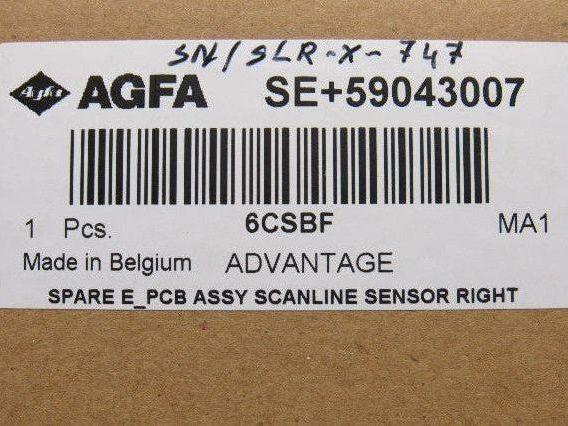 SN/SLR-X-747
Agfa AGFA SE+59043007
1 Pcs. 6CSBF MA1
Made in Belgium ADVANTAGE
SPARE E_PCB ASSY SCANLINE SENSOR RIGHT